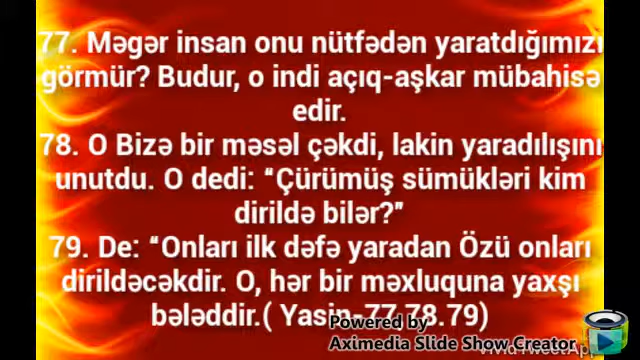 77. Məgər insan onu nütfədən yaratdığımızı
görmür? Budur, o indi açıq-aşkar mübahisə
edir.
78. O Bizə bir məsəl çəkdi, lakin yaradılışını
unutdu. O dedi: “Çürümüş sümükləri kim
dirildə bilər?”
79. De: “Onları ilk dəfə yaradan Özü onları
dirildəcəkdir. O, hər bir məxluquna yaxşı
bələddir.( Yasin-77.78.79)
Powered by
Aximedia Slide Show Creator